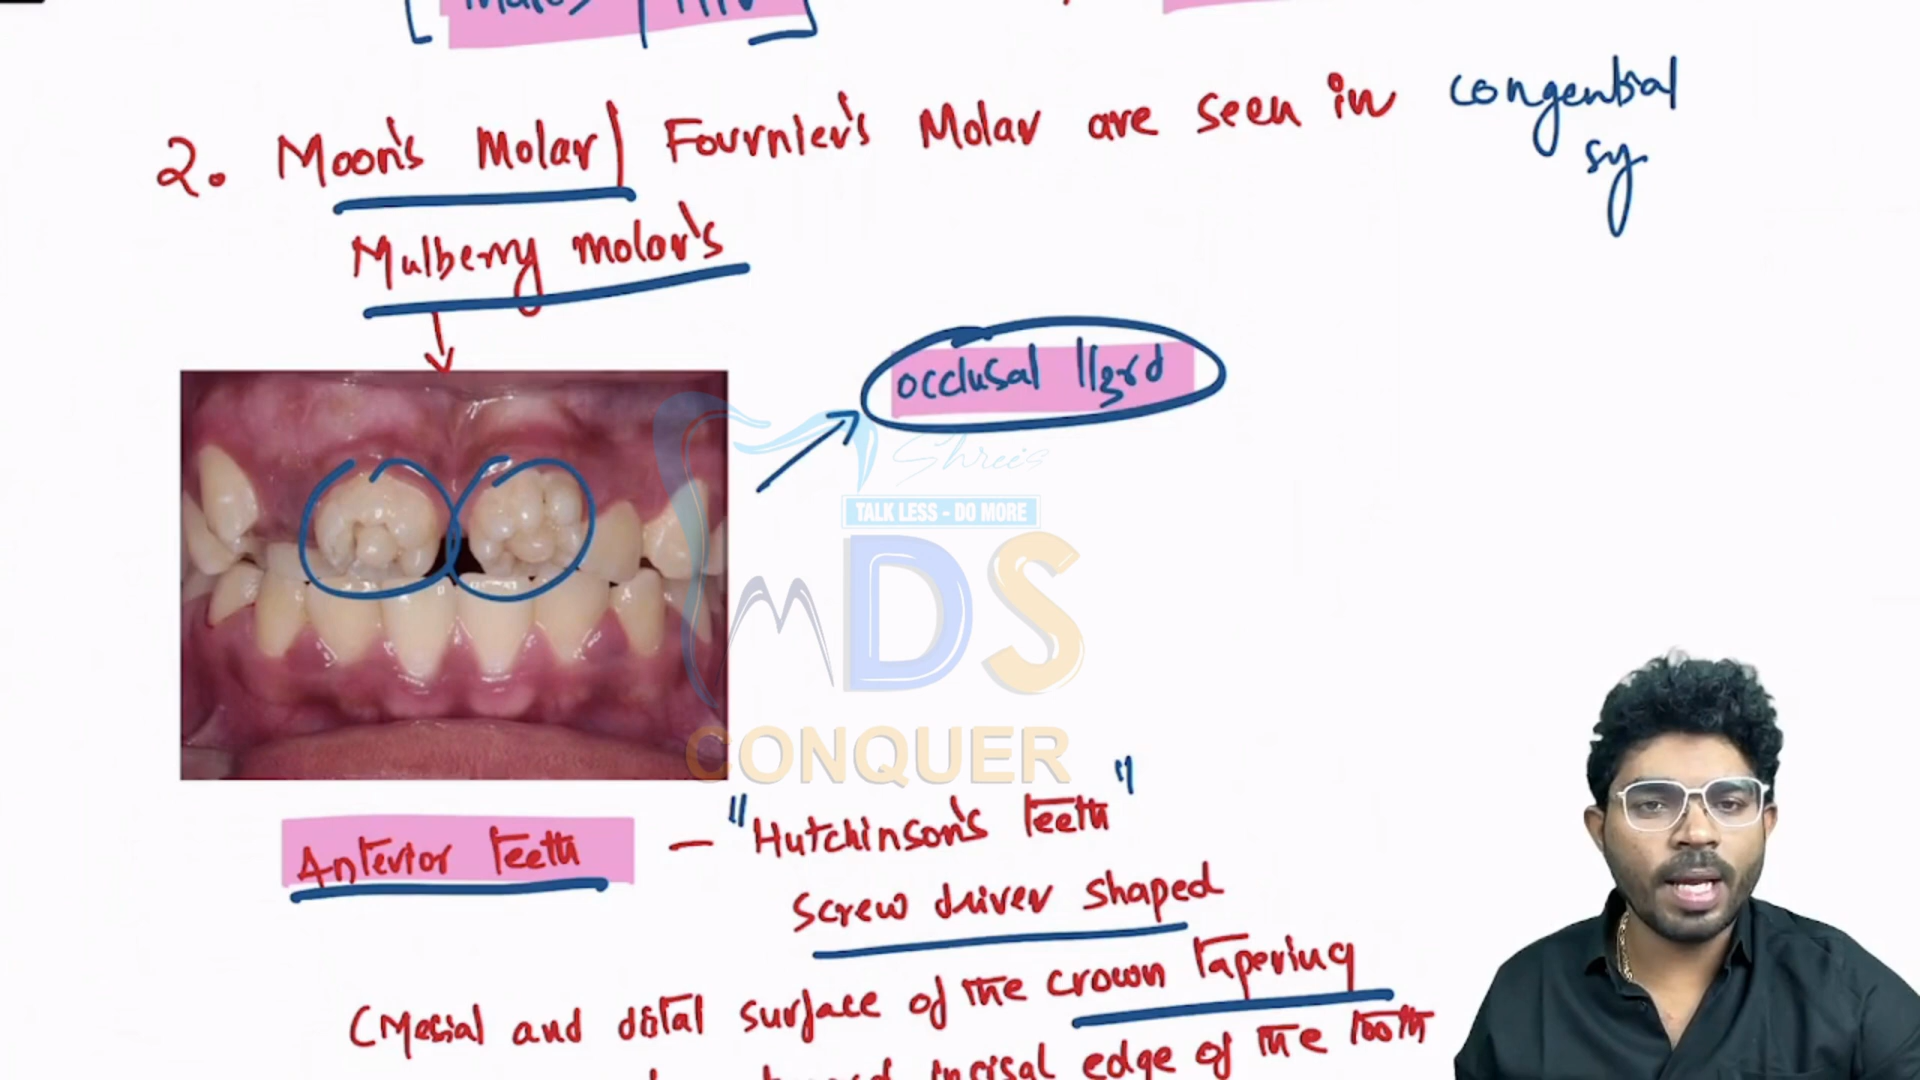 2. Moon's Molar| Fournier's Molar are seen in congenital
sy.
Mulberry molar's
occlusal 1/3rd
Shree's
TALK LESS - DO MORE
MDS
CONQUER
Anterior Teeth – "Hutchinson's Teeth"
Screw driver shaped
(Mesial and distal surface of the crown Tapering
incisal edge of the Tooth